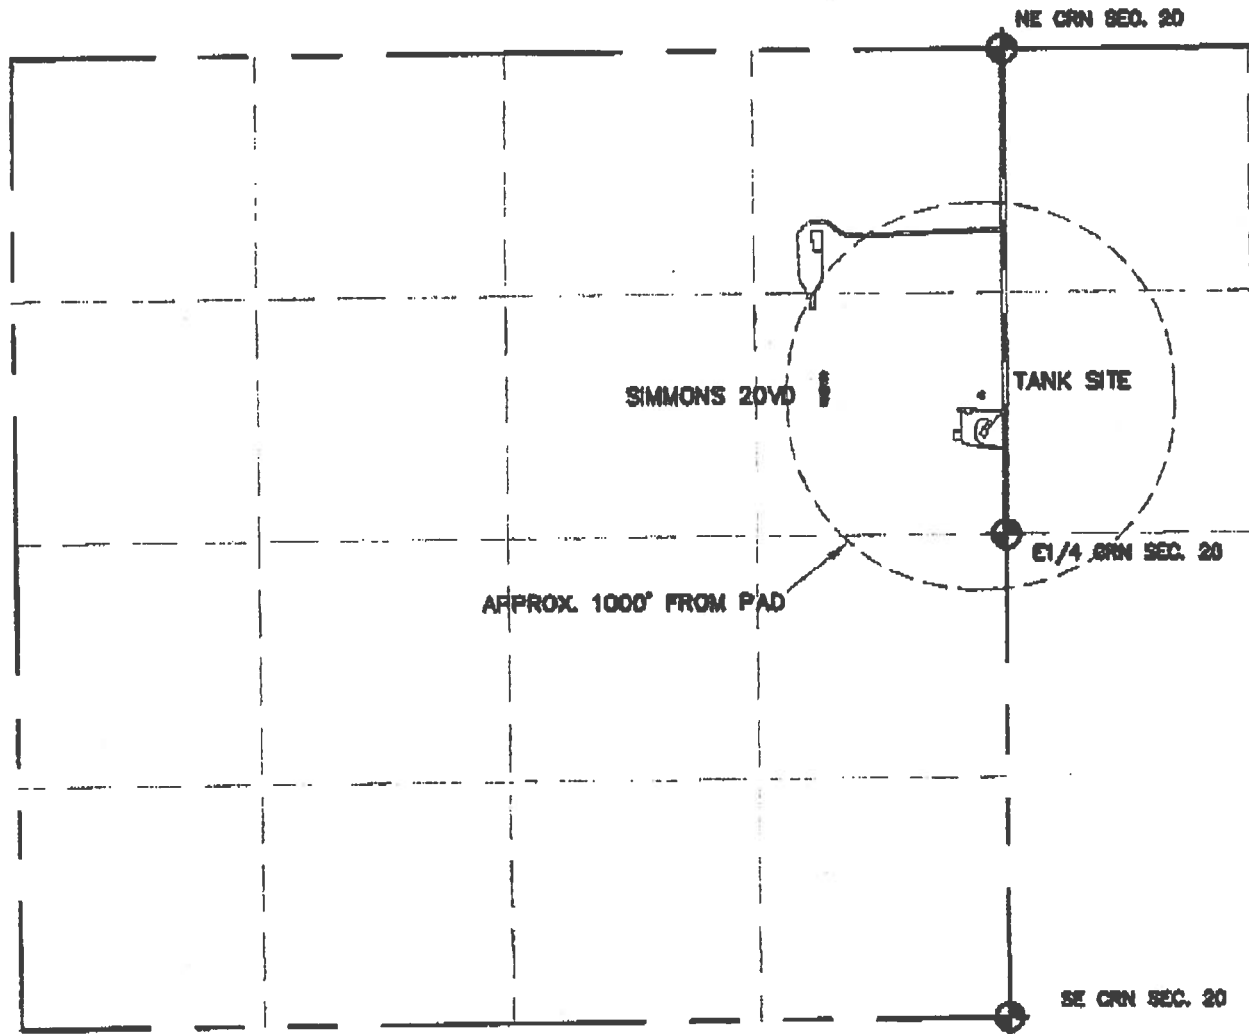 NE CRN SEC. 20
SIMMONS 20VD
TANK SITE
E1/4 CRN SEC. 20
APPROX. 1000° FROM PAD
SE CRN SEC. 20